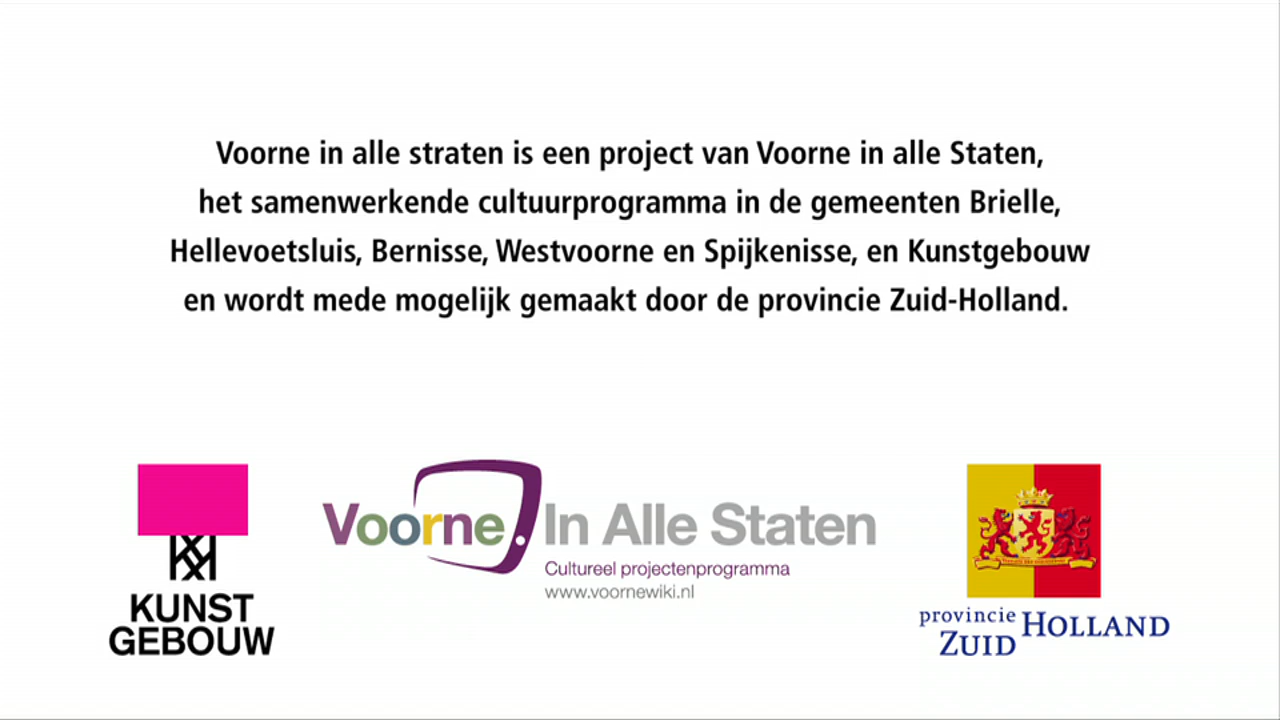 Voorne in alle straten is een project van Voorne in alle Staten,
het samenwerkende cultuurprogramma in de gemeenten Brielle,
Hellevoetsluis, Bernisse, Westvoorne en Spijkenisse, en Kunstgebouw
en wordt mede mogelijk gemaakt door de provincie Zuid-Holland.
KUNST
GEBOUW
Voorne. In Alle Staten
Cultureel projectenprogramma
www.voornewiki.nl
provincie HOLLAND
ZUID